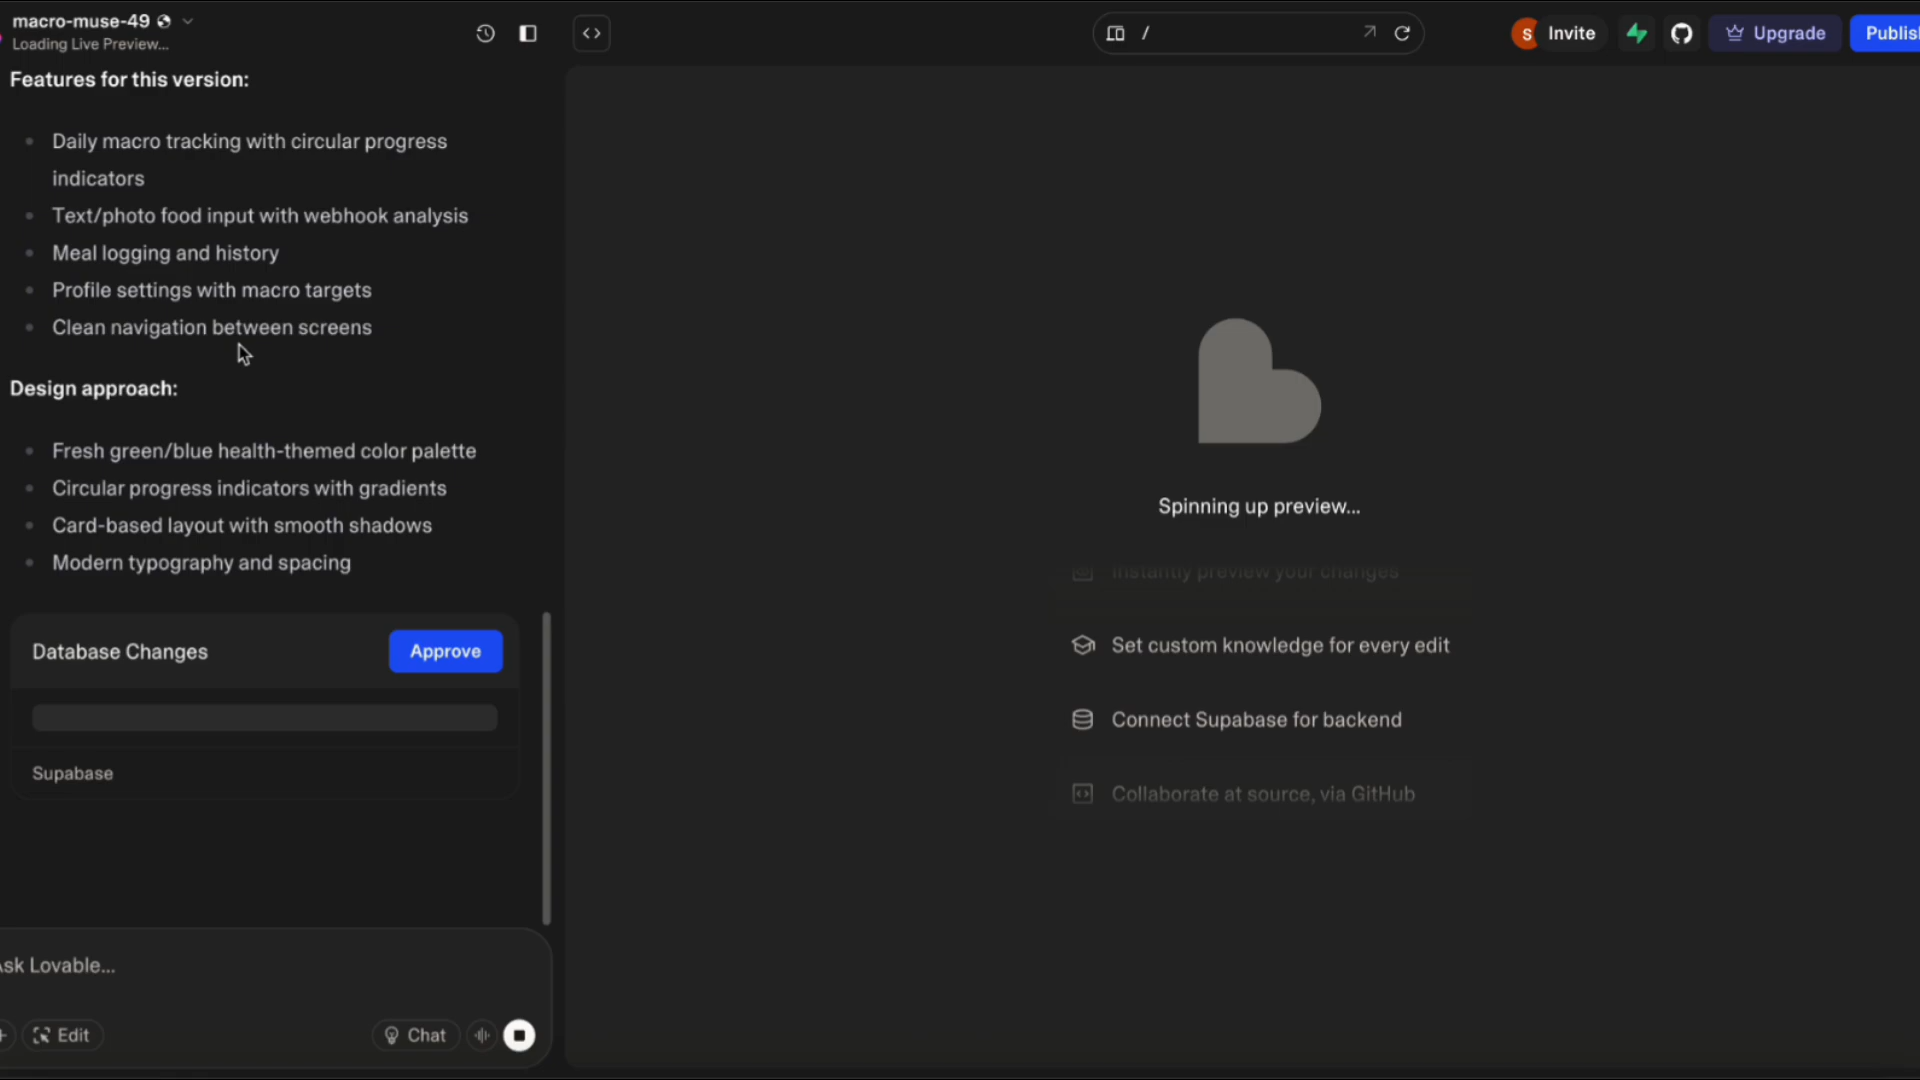 macro-muse-49
Loading Live Preview...
/
S
Invite
Upgrade
Publis
Features for this version:
Daily macro tracking with circular progress
indicators
Text/photo food input with webhook analysis
Meal logging and history
Profile settings with macro targets
Clean navigation between screens
Design approach:
Fresh green/blue health-themed color palette
Circular progress indicators with gradients
Card-based layout with smooth shadows
Modern typography and spacing
Database Changes
Approve
Supabase
sk Lovable...
Edit
Chat
Spinning up preview...
Instantly preview your changes
Set custom knowledge for every edit
Connect Supabase for backend
Collaborate at source, via GitHub